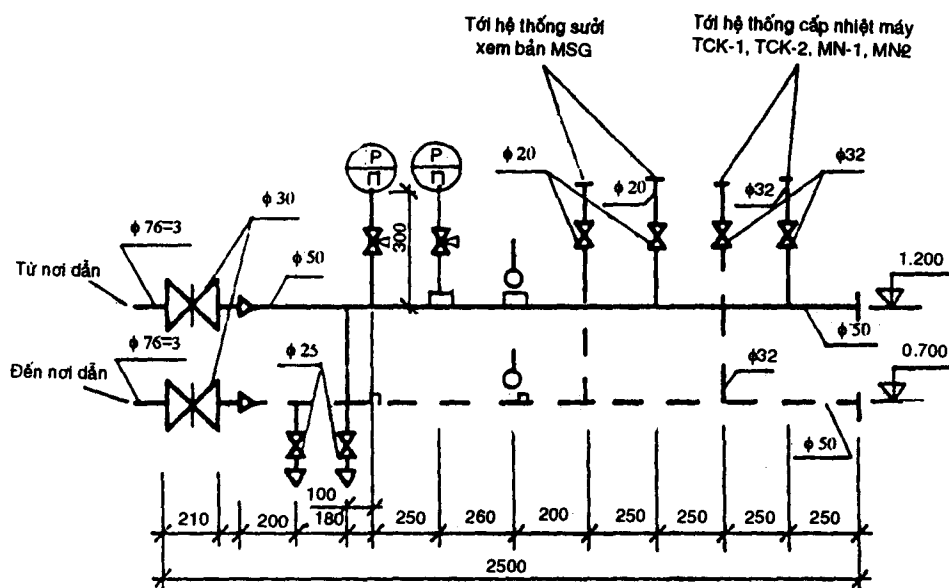 Tới hệ thống sưởi
xem bản MSG
Tới hệ thống cấp nhiệt máy
TCK-1, TCK-2, MN-1, MN2
P
P
ϕ 20
ϕ32
ϕ 20
ϕ32
ϕ 30
ϕ 76=3
300
Từ nơi dẫn
ϕ 50
1.200
ϕ 50
ϕ 76=3
ϕ 25
ϕ32
0.700
Đến nơi dẫn
ϕ 50
100
210
200
180
250
260
200
250
250
250
250
2500